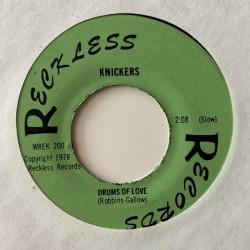 RECKLESS
KNICKERS
2:08 (Slow)
WREK 200
Copyright 1978
Reckless Records
RECORDS
DRUMS OF LOVE
(Robbins-Gallow)